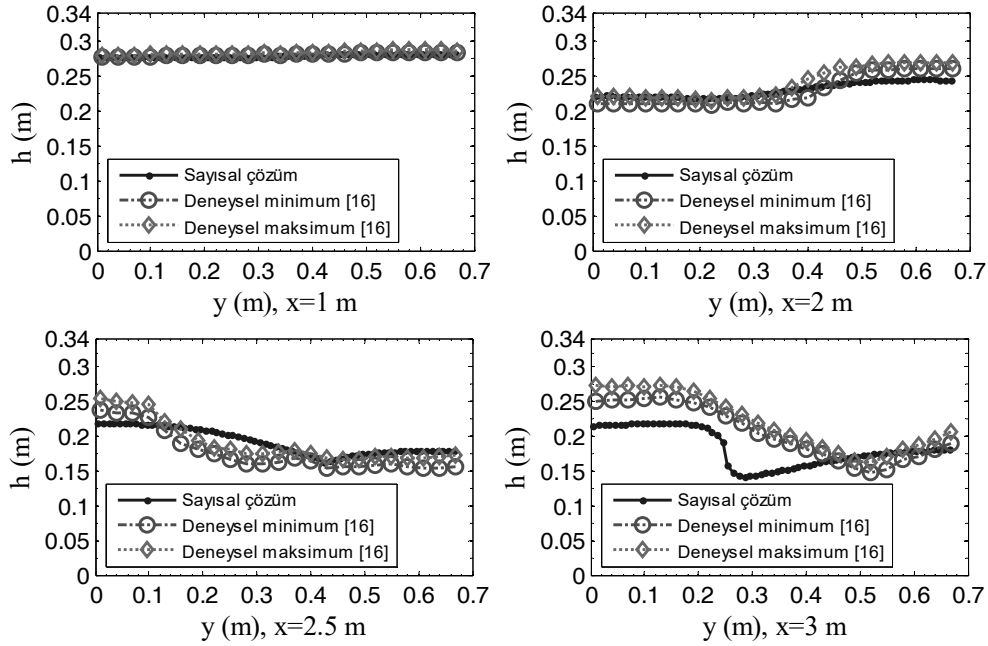 0.34
0.3
0.25
0.2
0.15
0.1
0.05
0
h (m)
Sayısal çözüm
Deneysel minimum [16]
Deneysel maksimum [16]
0 0.1 0.2 0.3 0.4 0.5 0.6 0.7
y (m), x=1 m
0.34
0.3
0.25
0.2
0.15
0.1
0.05
0
h (m)
Sayısal çözüm
Deneysel minimum [16]
Deneysel maksimum [16]
0 0.1 0.2 0.3 0.4 0.5 0.6 0.7
y (m), x=2 m
0.34
0.3
0.25
0.2
0.15
0.1
0.05
0
h (m)
Sayısal çözüm
Deneysel minimum [16]
Deneysel maksimum [16]
0 0.1 0.2 0.3 0.4 0.5 0.6 0.7
y (m), x=2.5 m
0.34
0.3
0.25
0.2
0.15
0.1
0.05
0
h (m)
Sayısal çözüm
Deneysel minimum [16]
Deneysel maksimum [16]
0 0.1 0.2 0.3 0.4 0.5 0.6 0.7
y (m), x=3 m